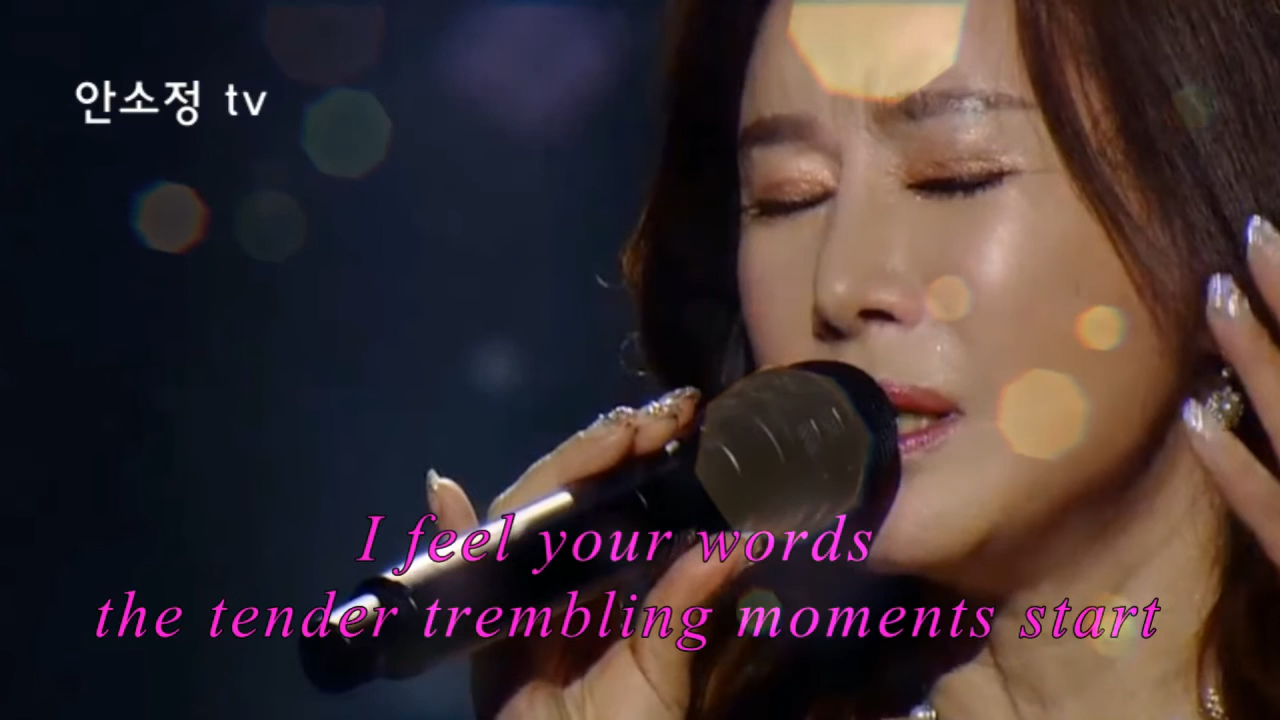 안소정 tv
I feel your words
the tender trembling moments start